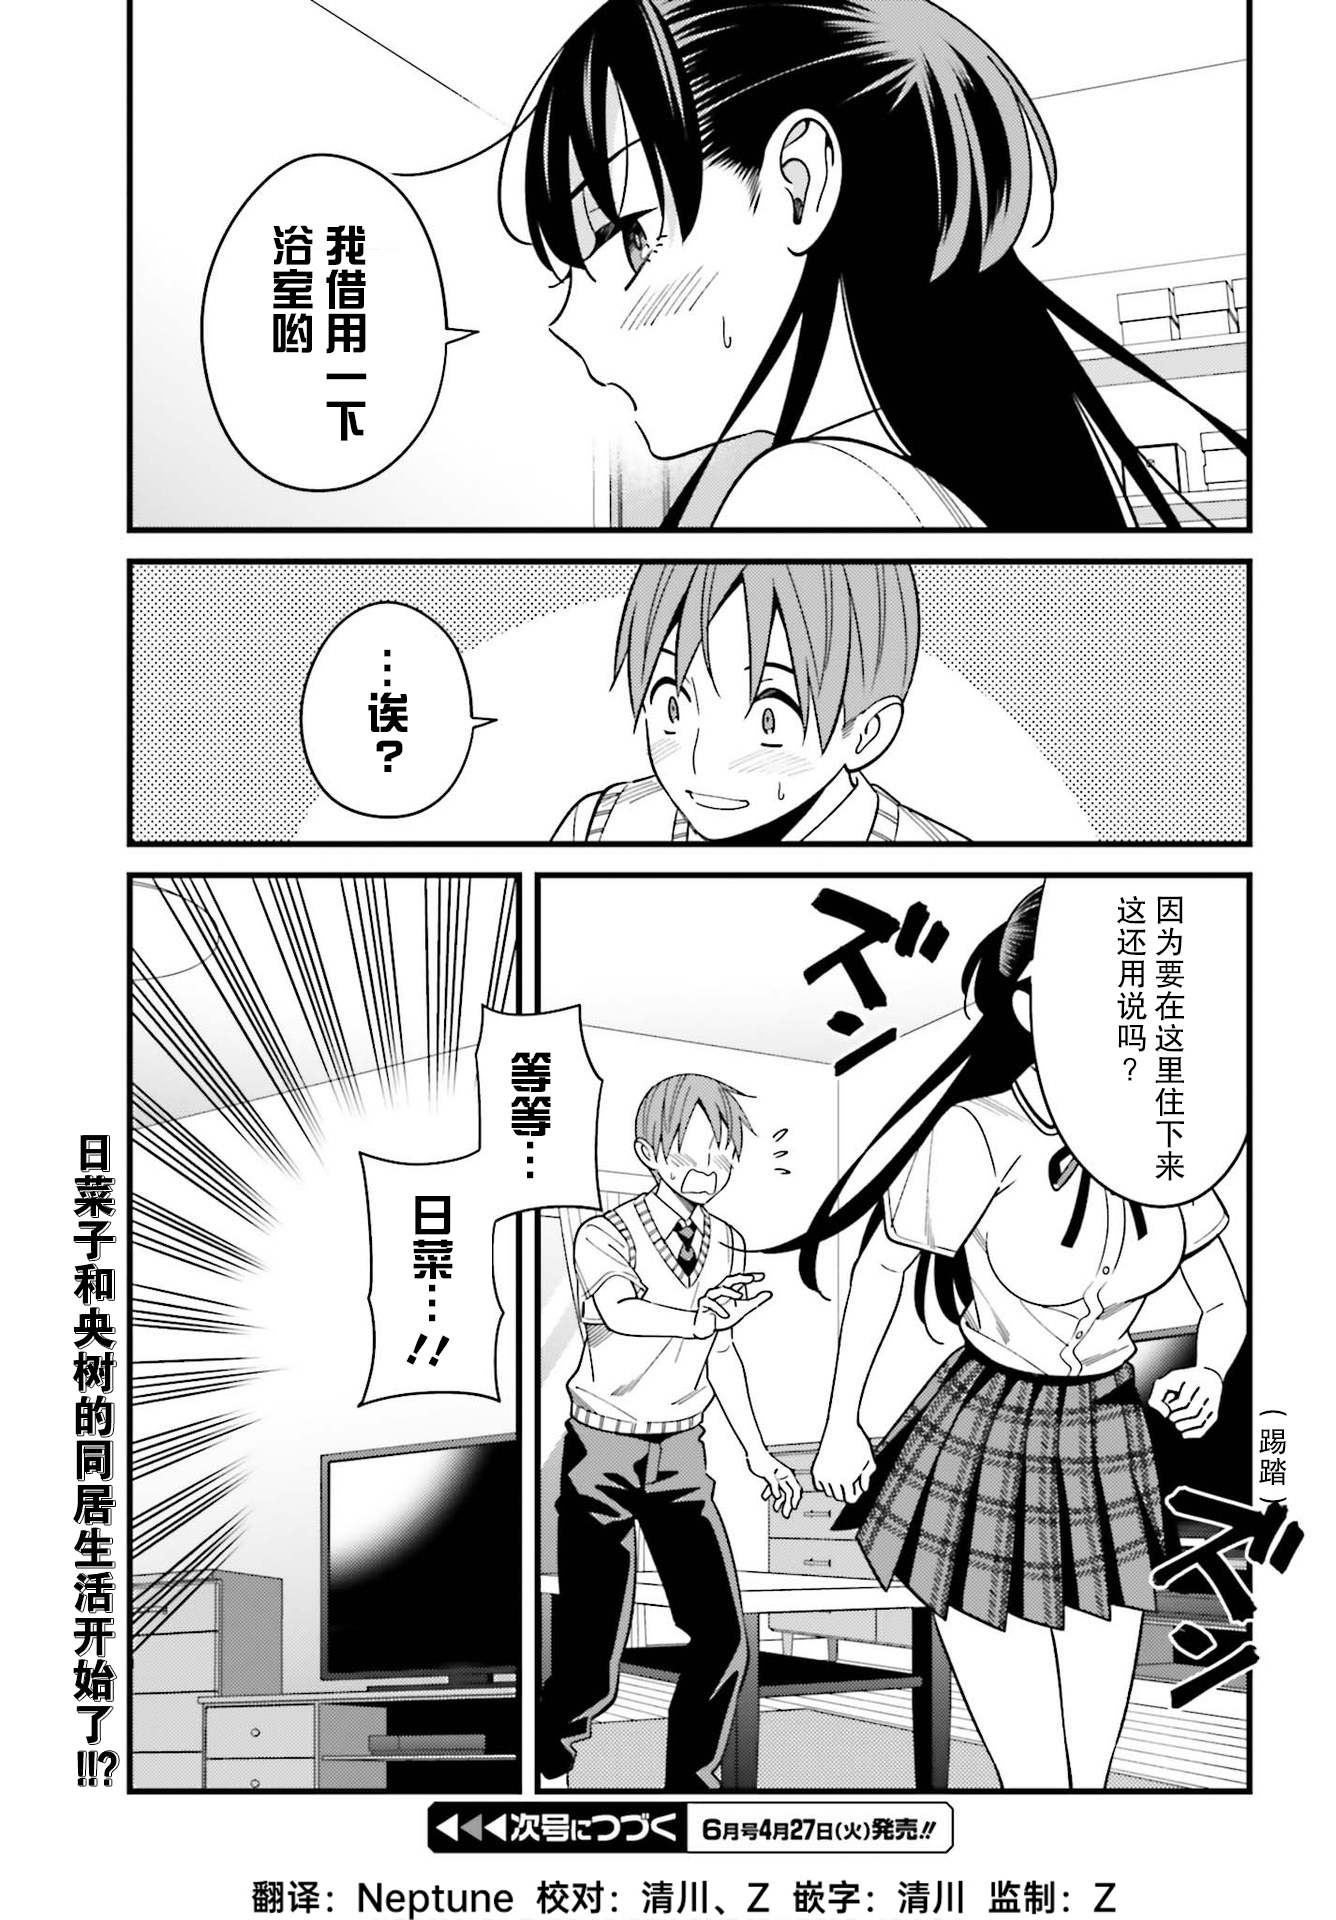 我借用一下
浴室哟
…诶?
因为要在这里住下来
这还用说吗?
ズンッ
（踢踏）
ズンッ
等等…
日菜…!!
日菜子和央树的同居生活开始了!!?
次号につづく 6月号4月27日(火)発売!!
翻译：Neptune 校对：清川、Z 嵌字：清川 监制：Z